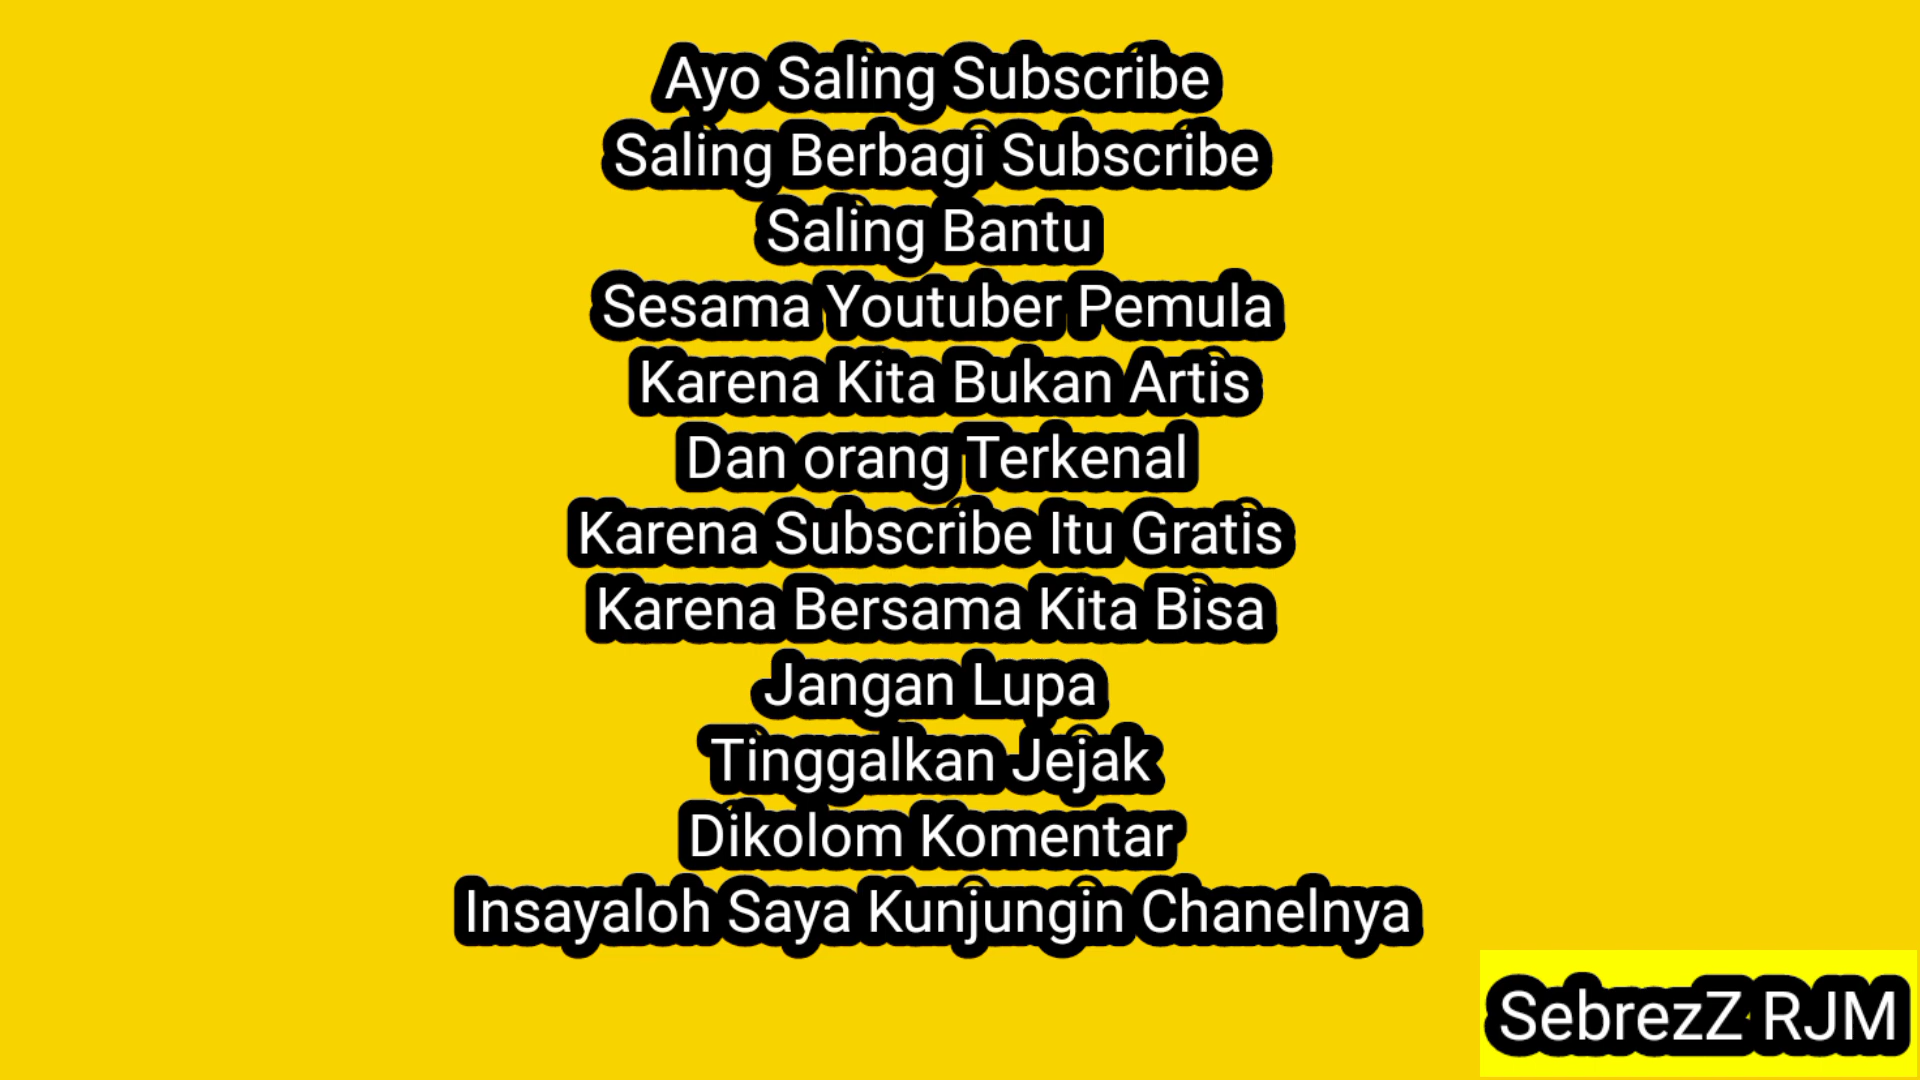 Ayo Saling Subscribe
Saling Berbagi Subscribe
Saling Bantu
Sesama Youtuber Pemula
Karena Kita Bukan Artis
Dan orang Terkenal
Karena Subscribe Itu Gratis
Karena Bersama Kita Bisa
Jangan Lupa
Tinggalkan Jejak
Dikolom Komentar
Insayaloh Saya Kunjungin Chanelnya
SebrezZ RJM